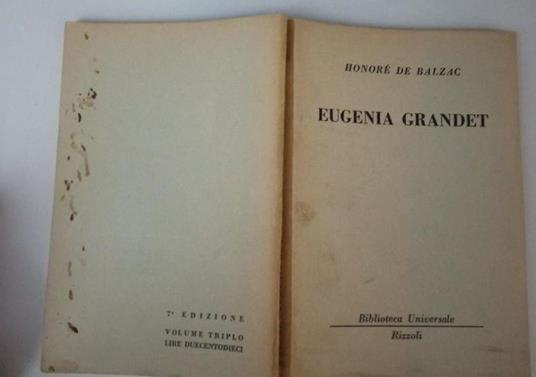 7ª EDIZIONE
VOLUME TRIPLO
LIRE DUECENTODIECI
HONORÉ DE BALZAC
EUGENIA GRANDET
Biblioteca Universale
Rizzoli